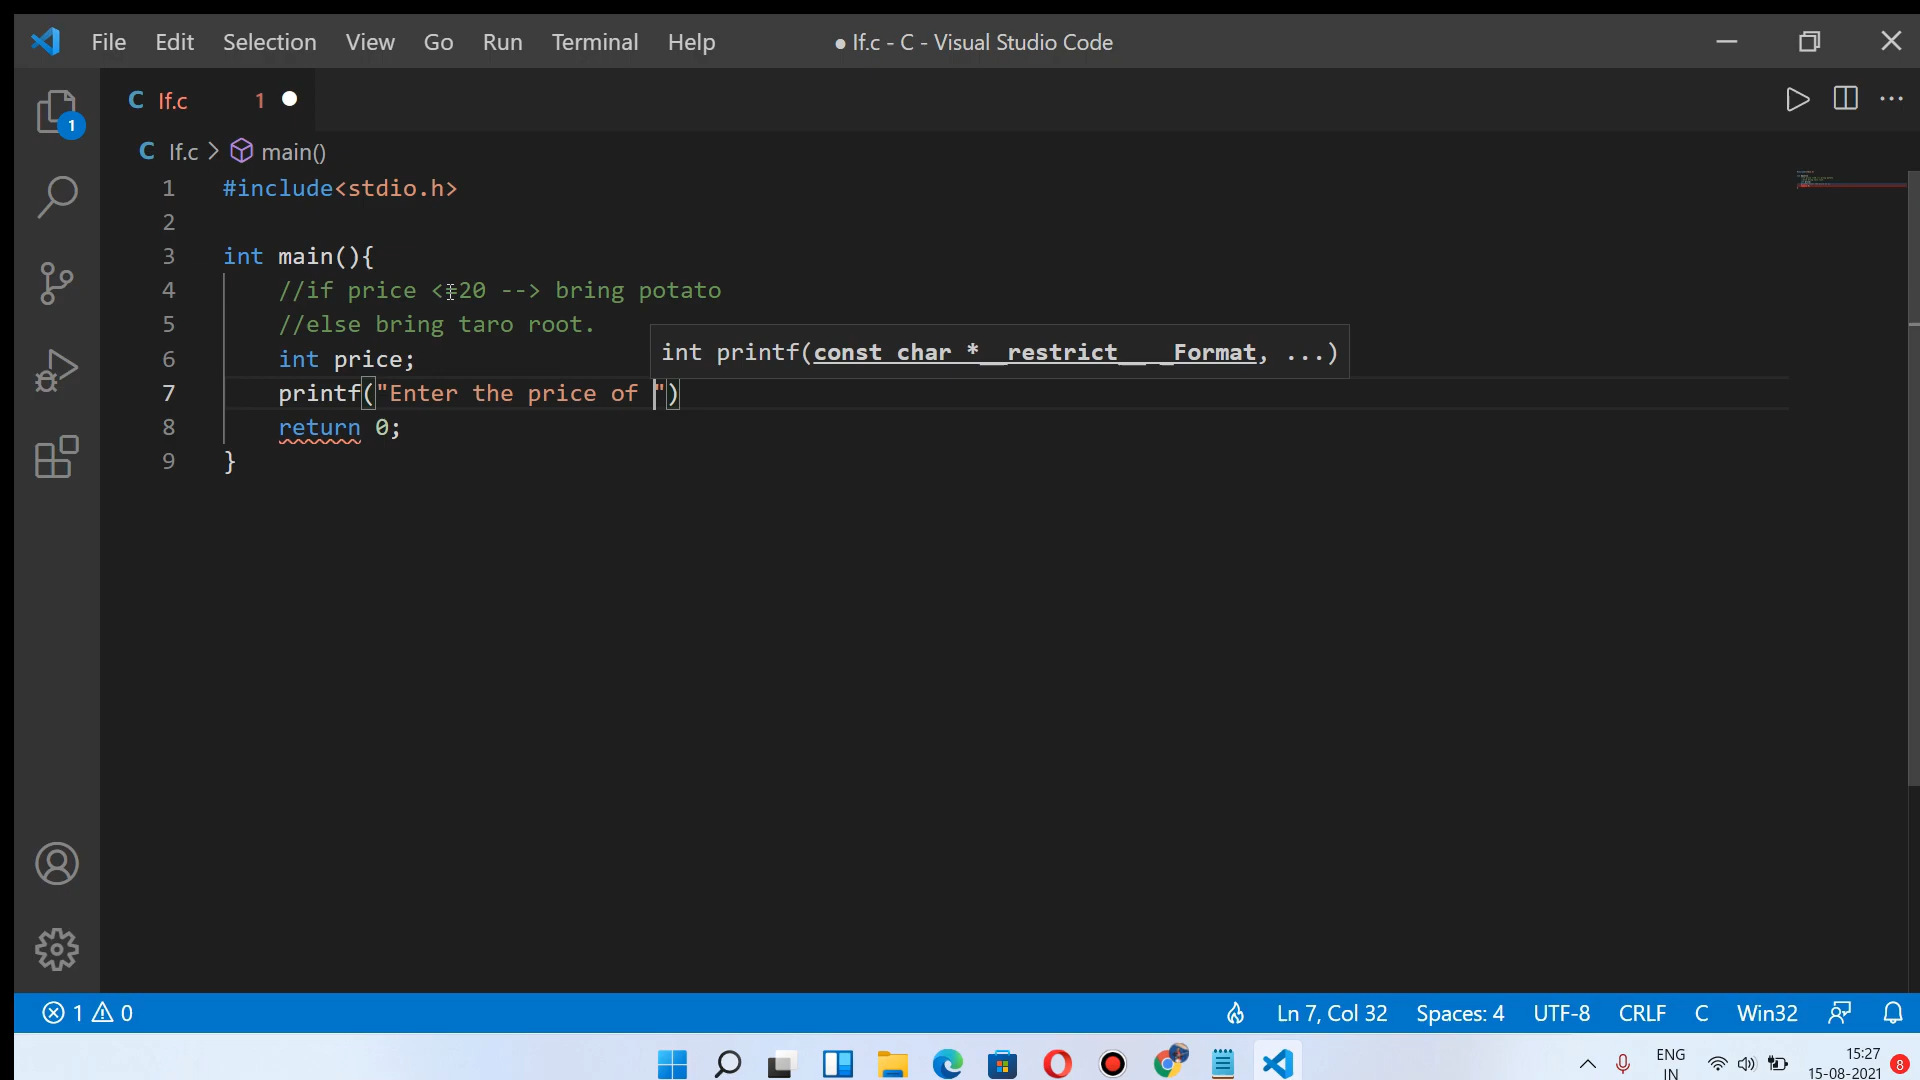 File Edit Selection View Go Run Terminal Help ● If.c - C - Visual Studio Code
C If.c 1 ●
C If.c > main()
1 #include<stdio.h>
2
3 int main(){
4 //if price <=20 --> bring potato
5 //else bring taro root.
int printf(const char *__restrict__ _Format, ...)
6 int price;
7 printf("Enter the price of ")
8 return 0;
9 }
1
1 0 Ln 7, Col 32 Spaces: 4 UTF-8 CRLF C Win32
ENG
IN
15:27
15-08-2021
8